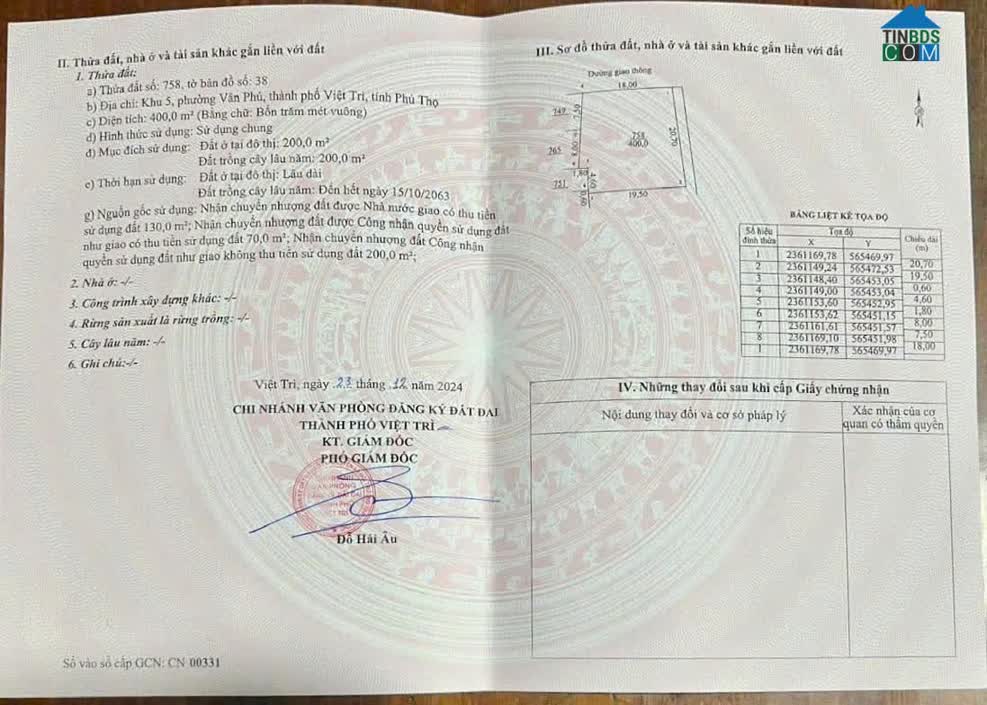 TINBDS
COM
II. Thửa đất, nhà ở và tài sản khác gắn liền với đất
1. Thửa đất:
a) Thửa đất số: 758, tờ bản đồ số: 38
b) Địa chỉ: Khu 5, phường Vân Phú, thành phố Việt Trì, tỉnh Phú Thọ
c) Diện tích: 400,0 m² (Bằng chữ: Bốn trăm mét vuông)
d) Hình thức sử dụng: Sử dụng chung
đ) Mục đích sử dụng: Đất ở tại đô thị: 200,0 m²
Đất trồng cây lâu năm: 200,0 m²
e) Thời hạn sử dụng: Đất ở tại đô thị: Lâu dài
Đất trồng cây lâu năm: Đến hết ngày 15/10/2063
g) Nguồn gốc sử dụng: Nhận chuyển nhượng đất được Nhà nước giao có thu tiền
sử dụng đất 130,0 m²; Nhận chuyển nhượng đất được Công nhận quyền sử dụng đất
như giao có thu tiền sử dụng đất 70,0 m²; Nhận chuyển nhượng đất Công nhận
quyền sử dụng đất như giao không thu tiền sử dụng đất 200,0 m²;
2. Nhà ở: -/-
3. Công trình xây dựng khác: -/-
4. Rừng sản xuất là rừng trồng: -/-
5. Cây lâu năm: -/-
6. Ghi chú:-/-
Việt Trì, ngày 23 tháng 12 năm 2024
CHI NHÁNH VĂN PHÒNG ĐĂNG KÝ ĐẤT ĐAI
THÀNH PHỐ VIỆT TRÌ
KT. GIÁM ĐỐC
PHÓ GIÁM ĐỐC
Đỗ Hải Âu
Số vào sổ cấp GCN: CN 00331
III. Sơ đồ thửa đất, nhà ở và tài sản khác gắn liền với đất
Đường giao thông
18,00
749
7,50
758
400,0
20,70
265
8,00
1,80
751
4,60
0,60
19,50
BẢNG LIỆT KÊ TỌA ĐỘ
Số hiệu đỉnh thửa Tọa độ Chiều dài (m)
X Y
1 2361169,78 565469,97
20,70
2 2361149,24 565472,53
19,50
3 2361148,40 565453,05
0,60
4 2361149,00 565453,04
4,60
5 2361153,60 565452,95
1,80
6 2361153,62 565451,15
8,00
7 2361161,61 565451,57
7,50
8 2361169,10 565451,98
18,00
1 2361169,78 565469,97
IV. Những thay đổi sau khi cấp Giấy chứng nhận
Nội dung thay đổi và cơ sở pháp lý
Xác nhận của cơ
quan có thẩm quyền